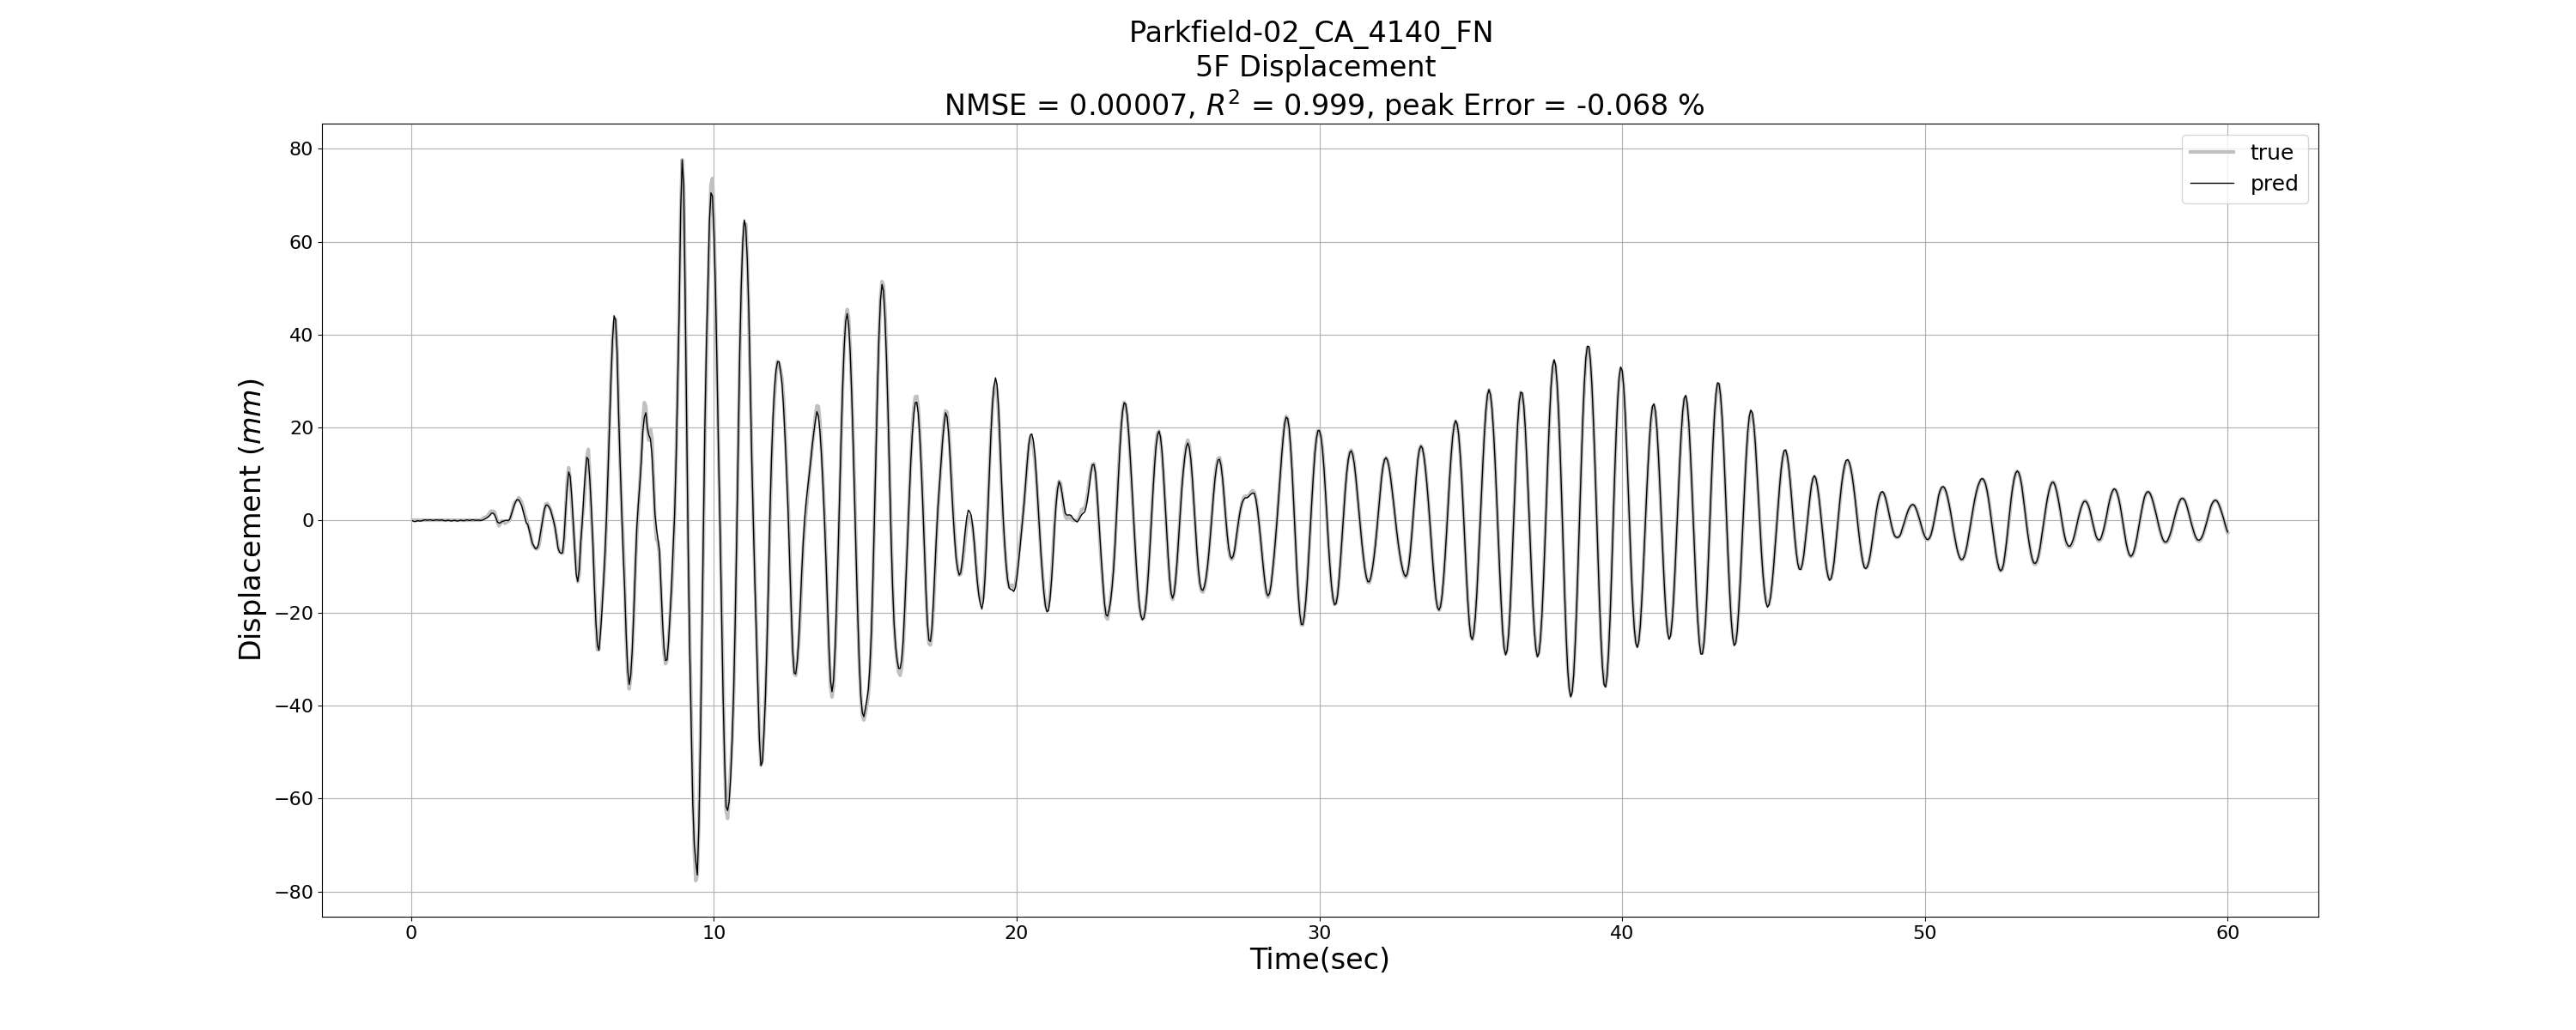 Parkfield-02_CA_4140_FN
5F Displacement
NMSE = 0.00007, R² = 0.999, peak Error = -0.068 %
true
pred
80
60
40
20
0
−20
−40
−60
−80
Displacement (mm)
0 10 20 30 40 50 60
Time(sec)